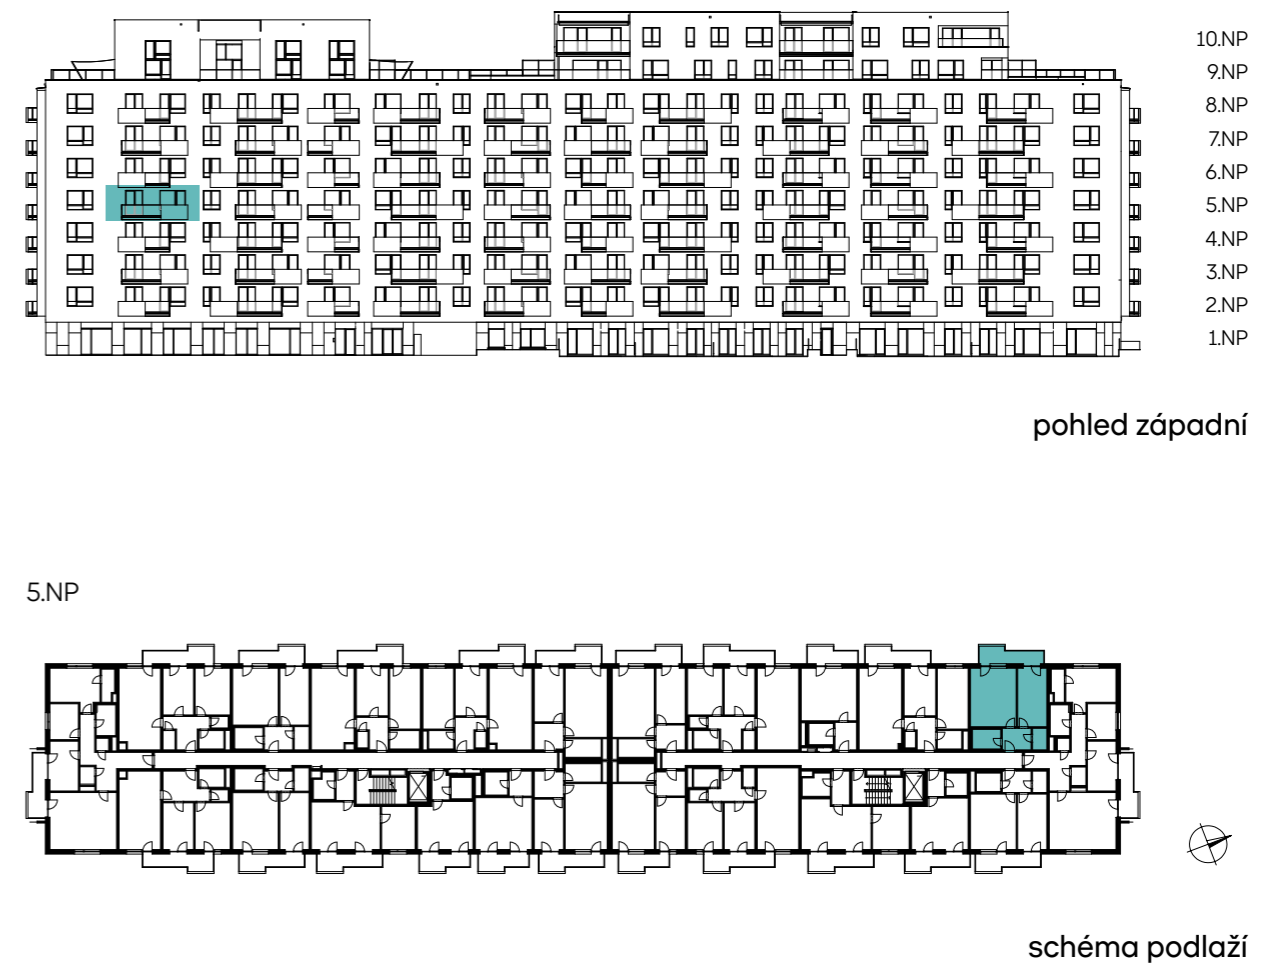 10.NP
9.NP
8.NP
7.NP
6.NP
5.NP
4.NP
3.NP
2.NP
1.NP
pohled západní
5.NP
schéma podlaží